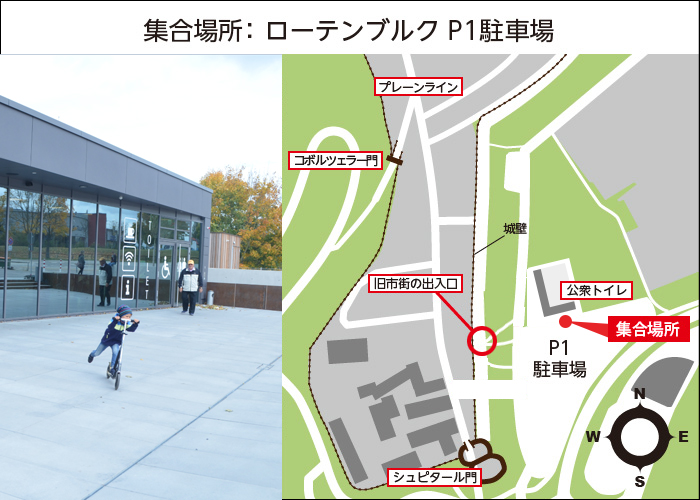 集合場所：ローテンブルク P1駐車場
TOILET
i
プレーンライン
コボルツェラー門
城壁
旧市街の出入口
公衆トイレ
集合場所
P1
駐車場
シュピタール門
N
W
E
S